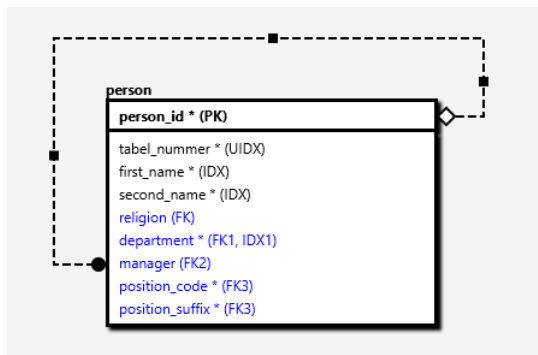 person
person_id * (PK)
tabel_nummer * (UIDX)
first_name * (IDX)
second_name * (IDX)
religion (FK)
department * (FK1, IDX1)
manager (FK2)
position_code * (FK3)
position_suffix * (FK3)